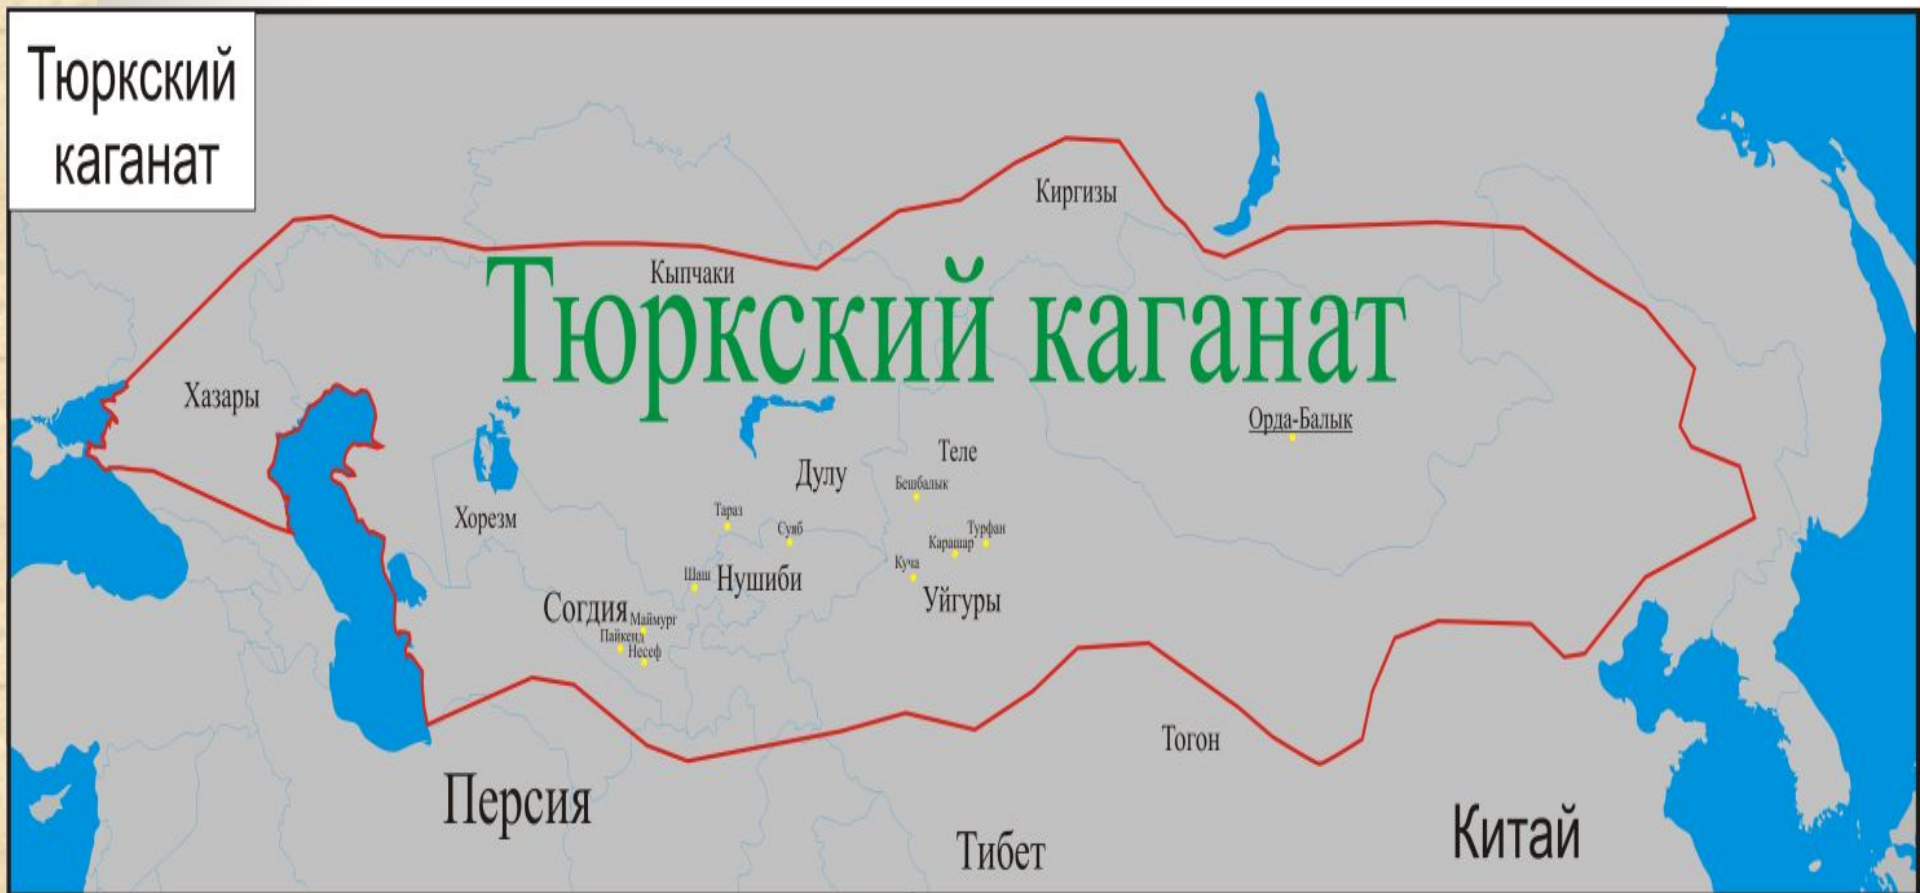 Тюркский
каганат
Киргизы
Кыпчаки
Тюркский каганат
Хазары
Орда-Балык
Теле
Дулу
Бешбалык
Хорезм
Тараз
Суяб
Турфан
Карашар
Куча
Шаш
Нушиби
Уйгуры
Согдия
Маймург
Пайкенд
Несеф
Тогон
Персия
Тибет
Китай